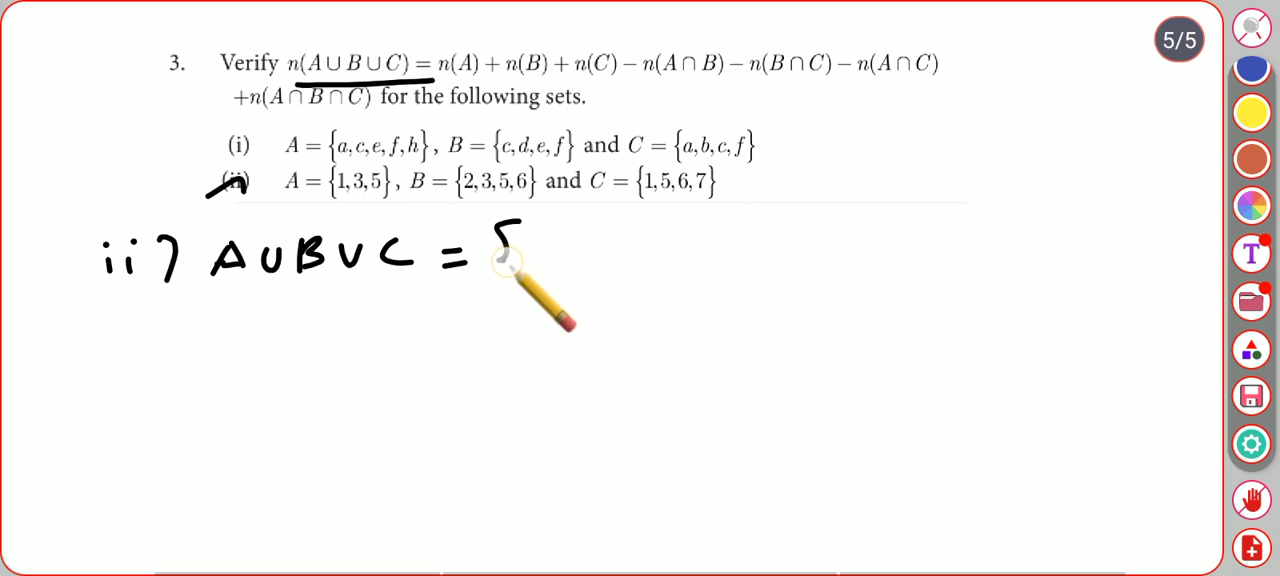 5/5
3. Verify n(A∪B∪C) = n(A) + n(B) + n(C) − n(A∩B) − n(B∩C) − n(A∩C)
+n(A∩B∩C) for the following sets.
(i) A = {a,c,e,f,h}, B = {c,d,e,f} and C = {a,b,c,f}
(ii) A = {1,3,5}, B = {2,3,5,6} and C = {1,5,6,7}
ii) A∪B∪C =
T